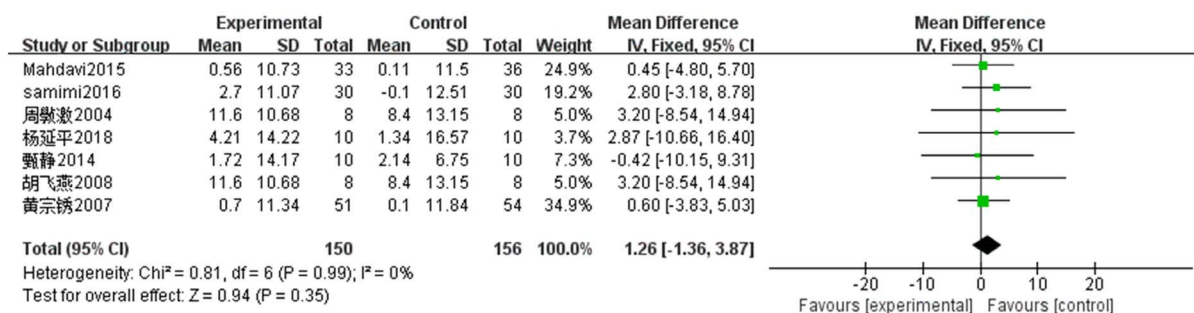 Experimental Control Mean Difference Mean Difference
Study or Subgroup Mean SD Total Mean SD Total Weight IV, Fixed, 95% CI IV, Fixed, 95% CI
Mahdavi2015 0.56 10.73 33 0.11 11.5 36 24.9% 0.45 [-4.80, 5.70]
samimi2016 2.7 11.07 30 -0.1 12.51 30 19.2% 2.80 [-3.18, 8.78]
周歅激2004 11.6 10.68 8 8.4 13.15 8 5.0% 3.20 [-8.54, 14.94]
杨延平2018 4.21 14.22 10 1.34 16.57 10 3.7% 2.87 [-10.66, 16.40]
甄静2014 1.72 14.17 10 2.14 6.75 10 7.3% -0.42 [-10.15, 9.31]
胡飞燕2008 11.6 10.68 8 8.4 13.15 8 5.0% 3.20 [-8.54, 14.94]
黄宗锈2007 0.7 11.34 51 0.1 11.84 54 34.9% 0.60 [-3.83, 5.03]
Total (95% CI) 150 156 100.0% 1.26 [-1.36, 3.87]
Heterogeneity: Chi² = 0.81, df = 6 (P = 0.99); I² = 0%
Test for overall effect: Z = 0.94 (P = 0.35)
-20 -10 0 10 20
Favours [experimental] Favours [control]